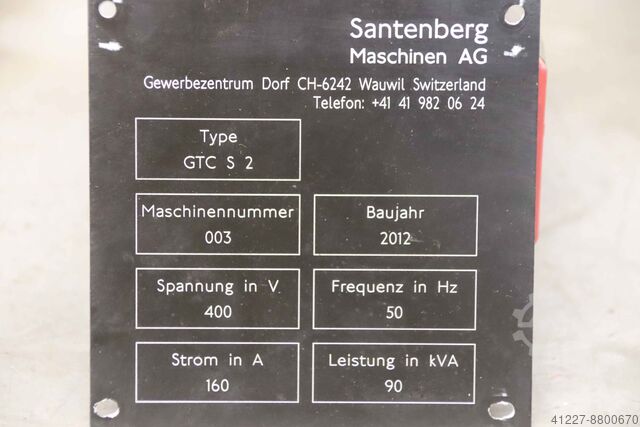 Santenberg
Maschinen AG
Gewerbezentrum Dorf CH-6242 Wauwil Switzerland
Telefon: +41 41 982 06 24
Type
GTC S 2
Maschinennummer
003
Baujahr
2012
Spannung in V
400
Frequenz in Hz
50
Strom in A
160
Leistung in kVA
90
41227-8800670